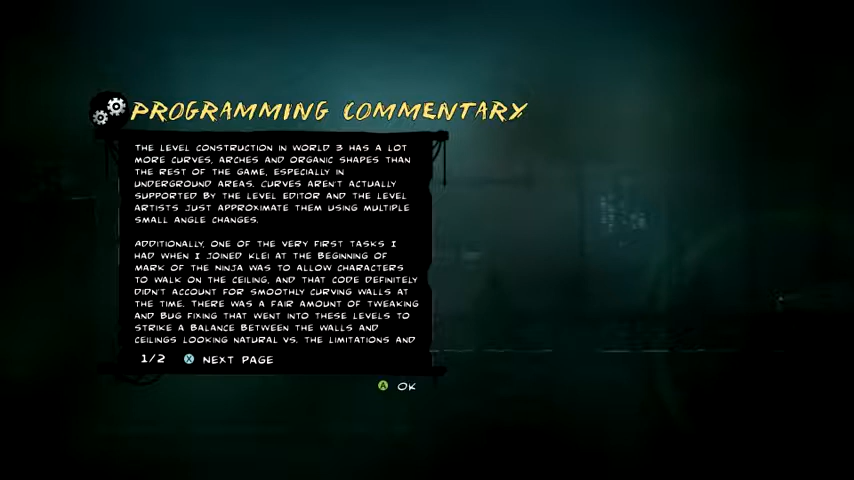 PROGRAMMING COMMENTARY
THE LEVEL CONSTRUCTION IN WORLD 3 HAS A LOT
MORE CURVES, ARCHES AND ORGANIC SHAPES THAN
THE REST OF THE GAME, ESPECIALLY IN
UNDERGROUND AREAS. CURVES AREN'T ACTUALLY
SUPPORTED BY THE LEVEL EDITOR AND THE LEVEL
ARTISTS JUST APPROXIMATE THEM USING MULTIPLE
SMALL ANGLE CHANGES.
ADDITIONALLY, ONE OF THE VERY FIRST TASKS I
HAD WHEN I JOINED KLEI AT THE BEGINNING OF
MARK OF THE NINJA WAS TO ALLOW CHARACTERS
TO WALK ON THE CEILING, AND THAT CODE DEFINITELY
DIDN'T ACCOUNT FOR SMOOTHLY CURVING WALLS AT
THE TIME. THERE WAS A FAIR AMOUNT OF TWEAKING
AND BUG FIXING THAT WENT INTO THESE LEVELS TO
STRIKE A BALANCE BETWEEN THE WALLS AND
CEILINGS LOOKING NATURAL VS. THE LIMITATIONS AND
1/2 X NEXT PAGE
A OK